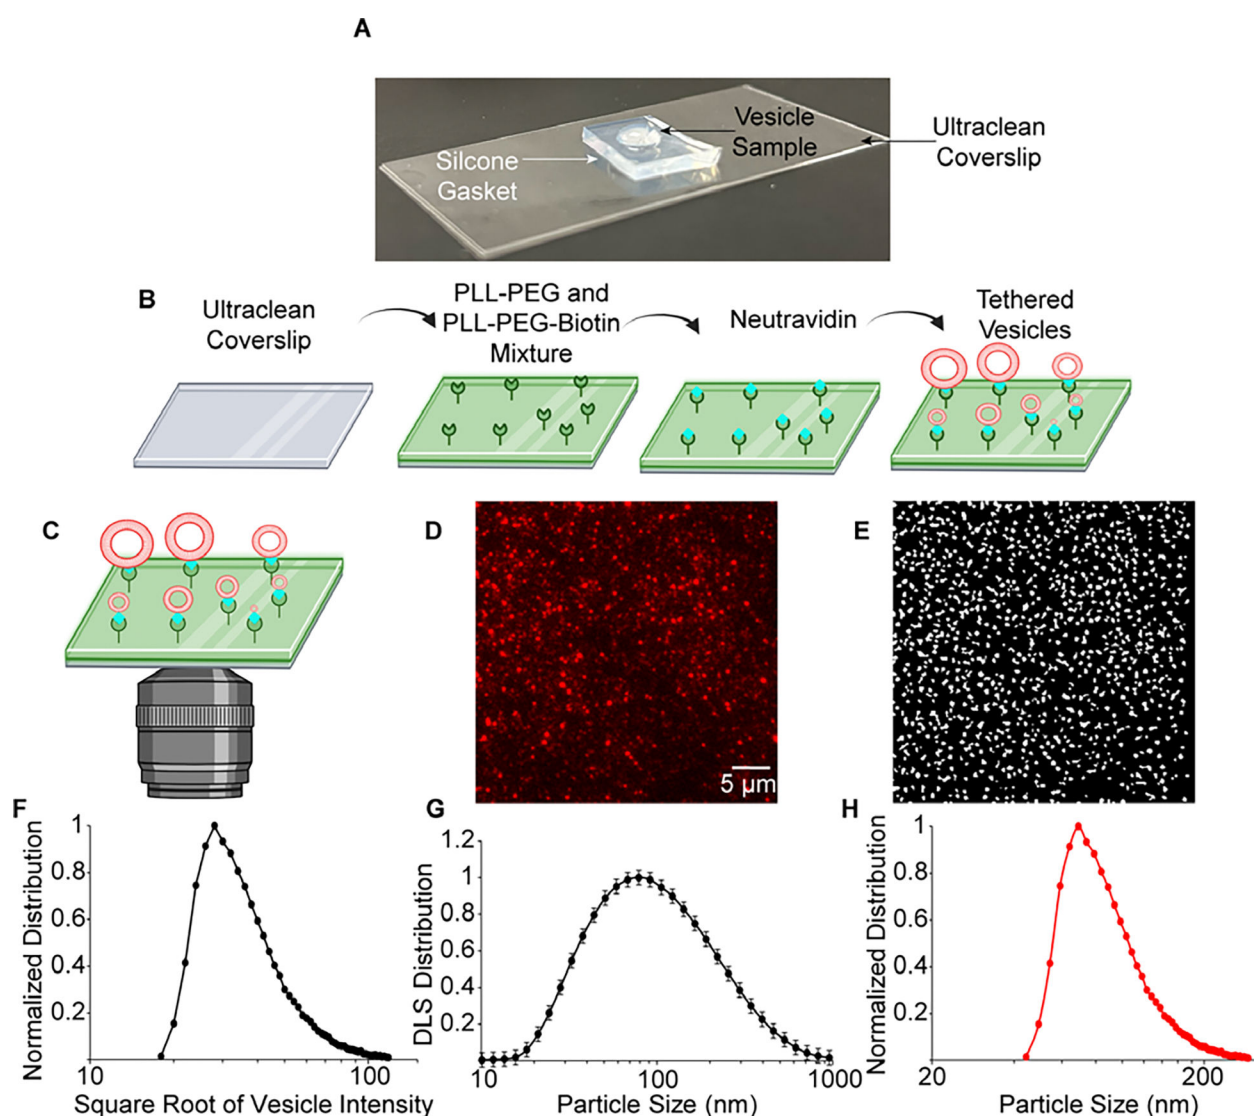 A
Vesicle
Sample
Ultraclean
Coverslip
Silcone
Gasket
B
Ultraclean
Coverslip
PLL-PEG and
PLL-PEG-Biotin
Mixture
Neutravidin
Tethered
Vesicles
C
D
5 µm
E
F
Normalized Distribution
1
0.8
0.6
0.4
0.2
10
100
Square Root of Vesicle Intensity
G
DLS Distribution
1.2
1
0.8
0.6
0.4
0.2
10
100
1000
Particle Size (nm)
H
Normalized Distribution
1
0.8
0.6
0.4
0.2
20
200
Particle Size (nm)